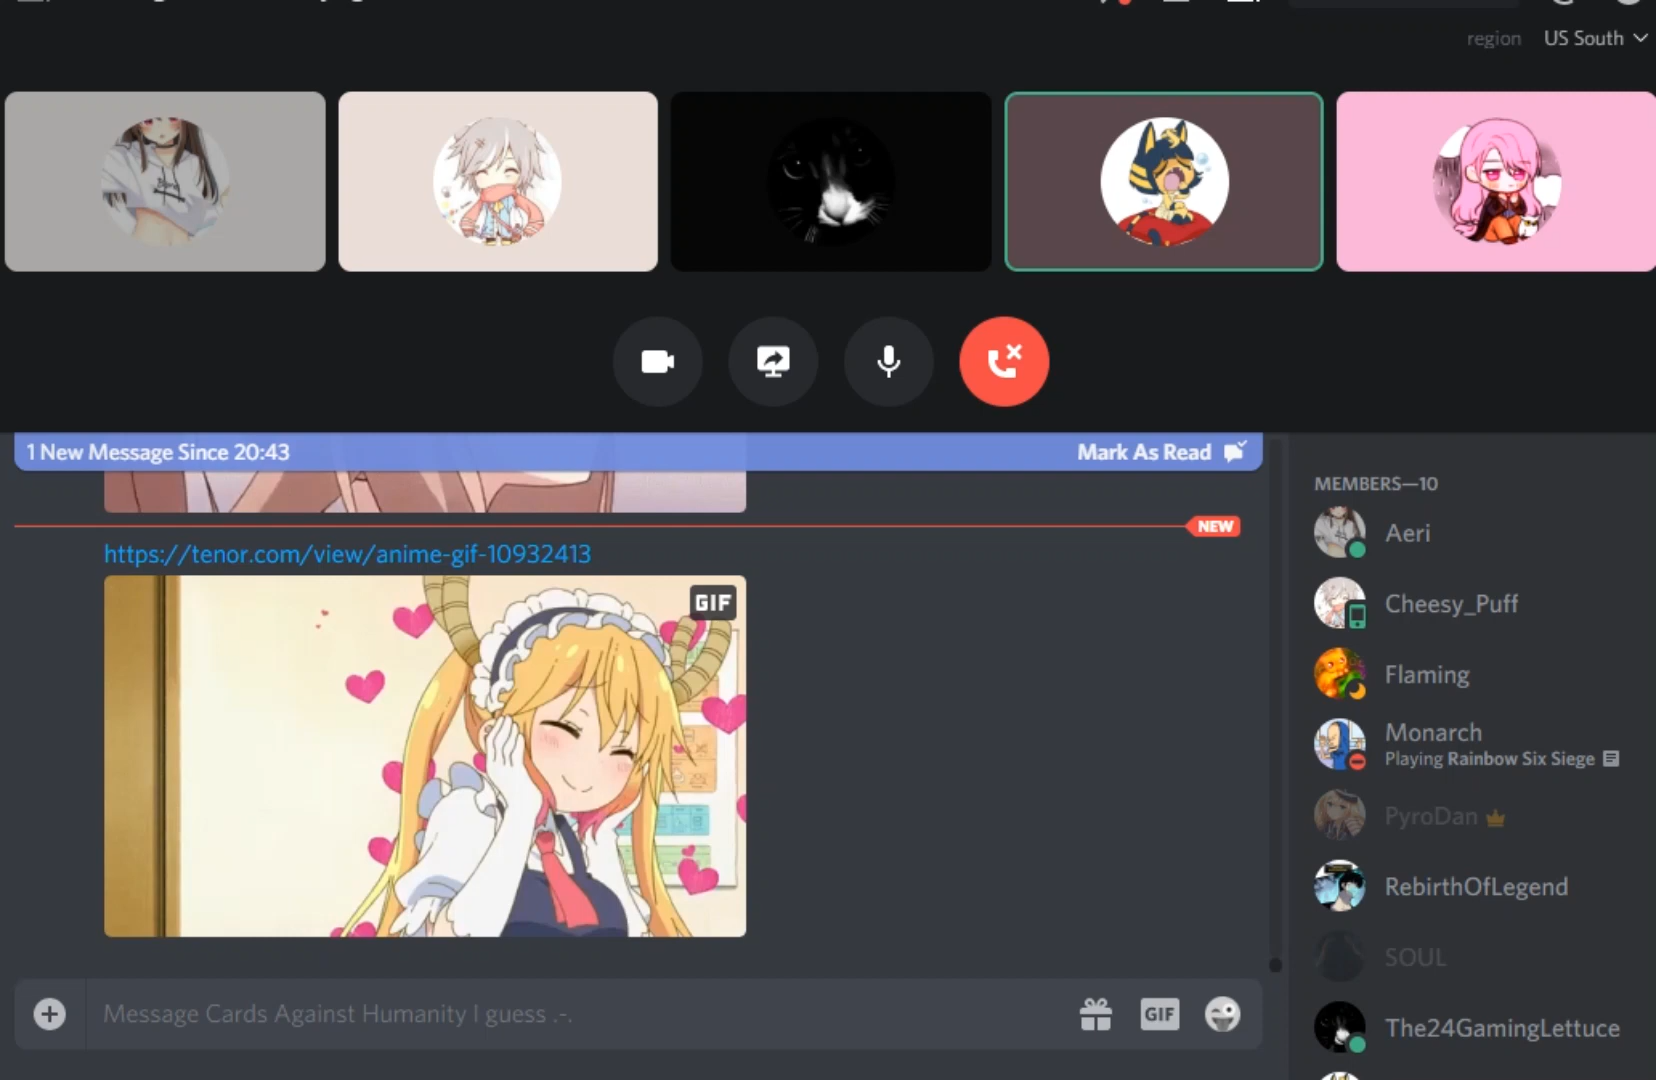 region US South
1 New Message Since 20:43 Mark As Read
NEW
https://tenor.com/view/anime-gif-10932413
GIF
Message Cards Against Humanity I guess .-.
GIF
MEMBERS—10
Aeri
Cheesy_Puff
Flaming
Monarch
Playing Rainbow Six Siege
PyroDan
RebirthOfLegend
SOUL
The24GamingLettuce